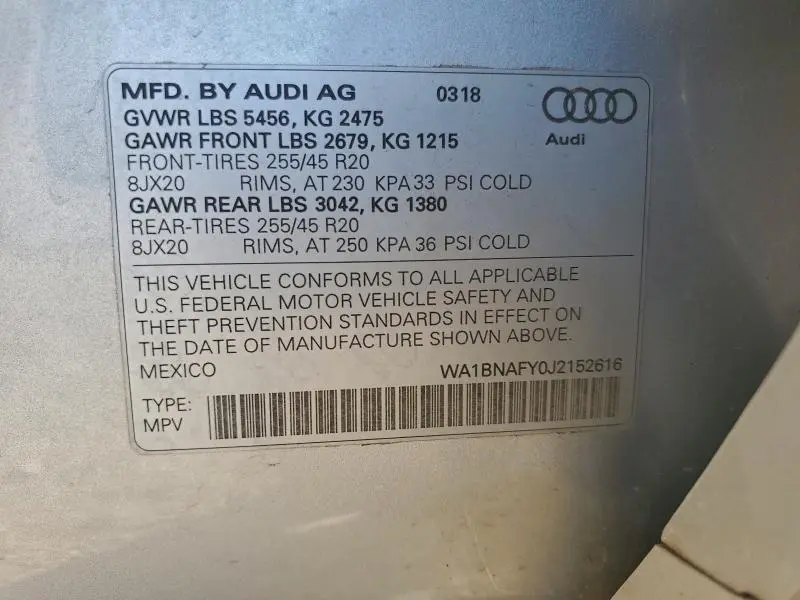 MFD. BY AUDI AG 0318
GVWR LBS 5456, KG 2475
GAWR FRONT LBS 2679, KG 1215 Audi
FRONT-TIRES 255/45 R20
8JX20 RIMS, AT 230 KPA 33 PSI COLD
GAWR REAR LBS 3042, KG 1380
REAR-TIRES 255/45 R20
8JX20 RIMS, AT 250 KPA 36 PSI COLD
THIS VEHICLE CONFORMS TO ALL APPLICABLE
U.S. FEDERAL MOTOR VEHICLE SAFETY AND
THEFT PREVENTION STANDARDS IN EFFECT ON
THE DATE OF MANUFACTURE SHOWN ABOVE.
MEXICO WA1BNAFY0J2152616
TYPE:
MPV